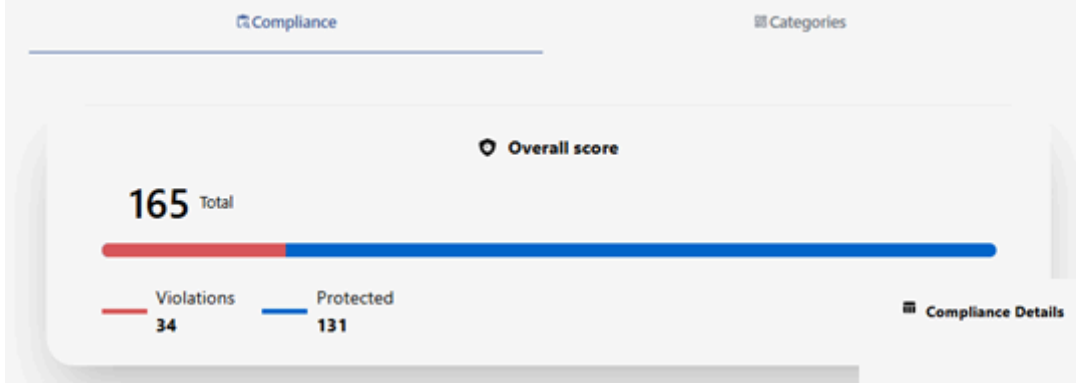 Compliance
Categories
Overall score
165 Total
Violations
34
Protected
131
Compliance Details